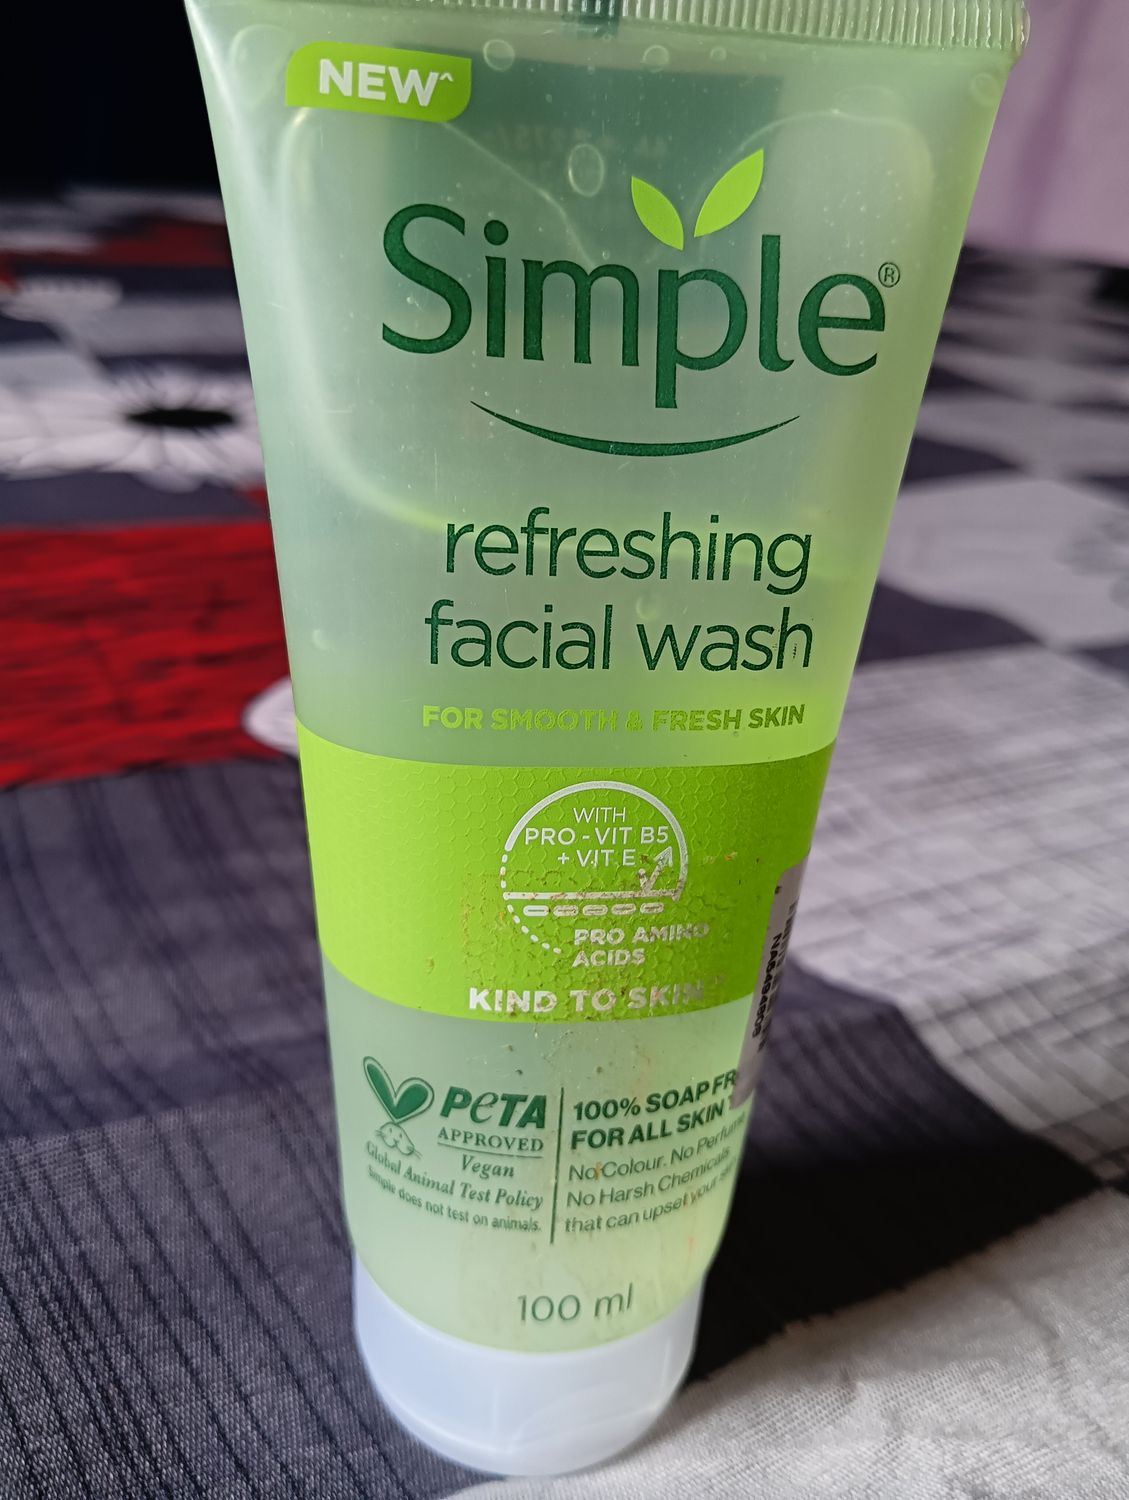 NEW^
Simple®
refreshing
facial wash
FOR SMOOTH & FRESH SKIN
WITH
PRO - VIT B5
+ VIT E
PRO AMINO
ACIDS
KIND TO SKIN
PETA
APPROVED
Vegan
Global Animal Test Policy
Simple does not test on animals.
100% SOAP FR
FOR ALL SKIN
No Colour. No Perfume
No Harsh Chemicals
that can upset your
100 ml